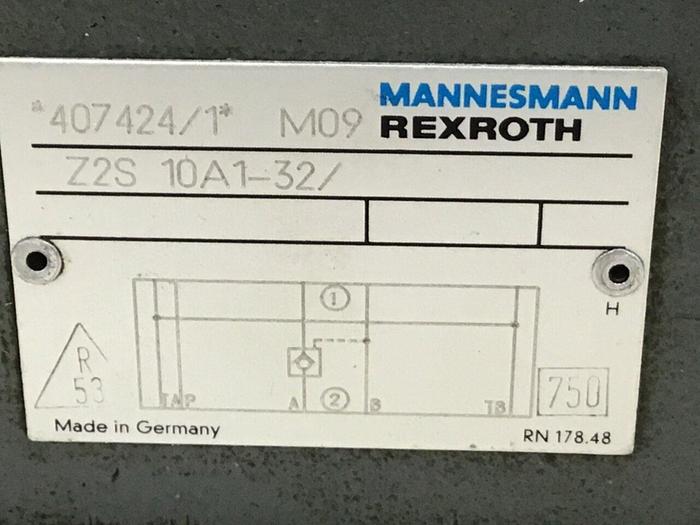 *407424/1* M09 MANNESMANN
REXROTH
Z2S 10A1-32/
H
1
R
53
2
TA P A B TB
750
Made in Germany
RN 178.48